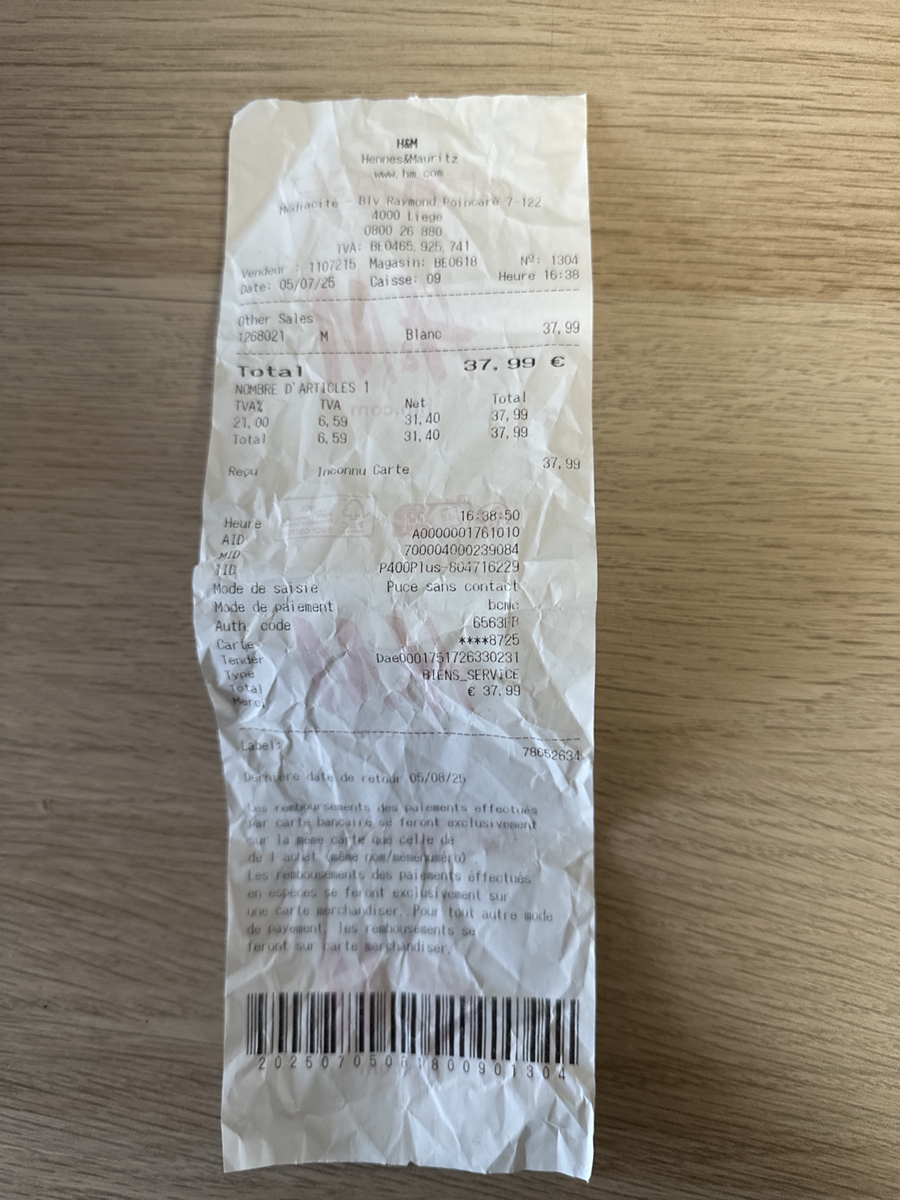 H&M
Hennes&Mauritz
www.hm.com
Médiacité - Blv Raymond Poincaré 7-122
4000 Liege
0800 26 880
TVA: BE0465.925.741
Vendeur : 1107215 Magasin: BE0618 Nº: 1304
Date: 05/07/25 Caisse: 09 Heure 16:38
Other Sales
1268021 M Blanc 37,99
Total 37,99 €
NOMBRE D'ARTICLES 1
TVA% TVA Net Total
21,00 6,59 31,40 37,99
Total 6,59 31,40 37,99
Reçu Inconnu Carte 37,99
Heure 16:38:50
AID A0000001761010
MID 700004000239084
TID P400Plus-804716229
Mode de saisie Puce sans contact
Mode de paiement bcmc
Auth. code
Carte ****8725
Tender Dae0001751726330231
Type BIENS_SERVICE
Total € 37.99
Merci
Label: 78652634
Dernière date de retour 05/08/25
Les remboursements des paiements effectués
par carte bancaire se feront exclusivement
sur la même carte que celle de
de l achat (même nom/mêmenuméro)
Les remboursements des paiements éffectués
en espèces se feront exclusivement sur
une carte merchandiser. Pour tout autre mode
de payement, les remboursements se
feront sur carte merchandiser.
20250705061800901304